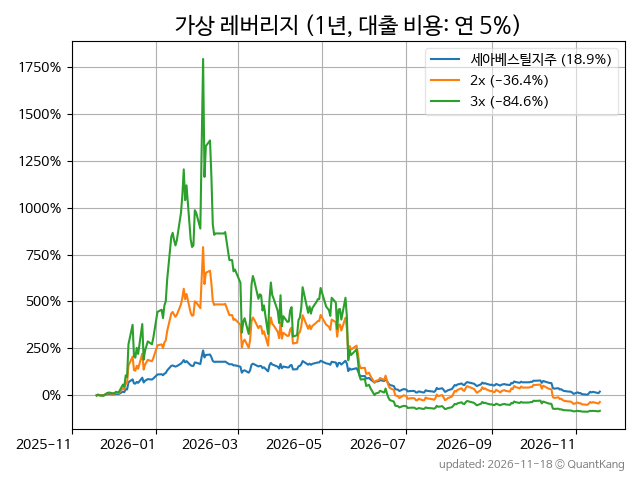 가상 레버리지 (1년, 대출 비용: 연 5%)
세아베스틸지주 (18.9%)
2x (-36.4%)
3x (-84.6%)
1750%
1500%
1250%
1000%
750%
500%
250%
0%
2025-11 2026-01 2026-03 2026-05 2026-07 2026-09 2026-11
updated: 2026-11-18 © QuantKang